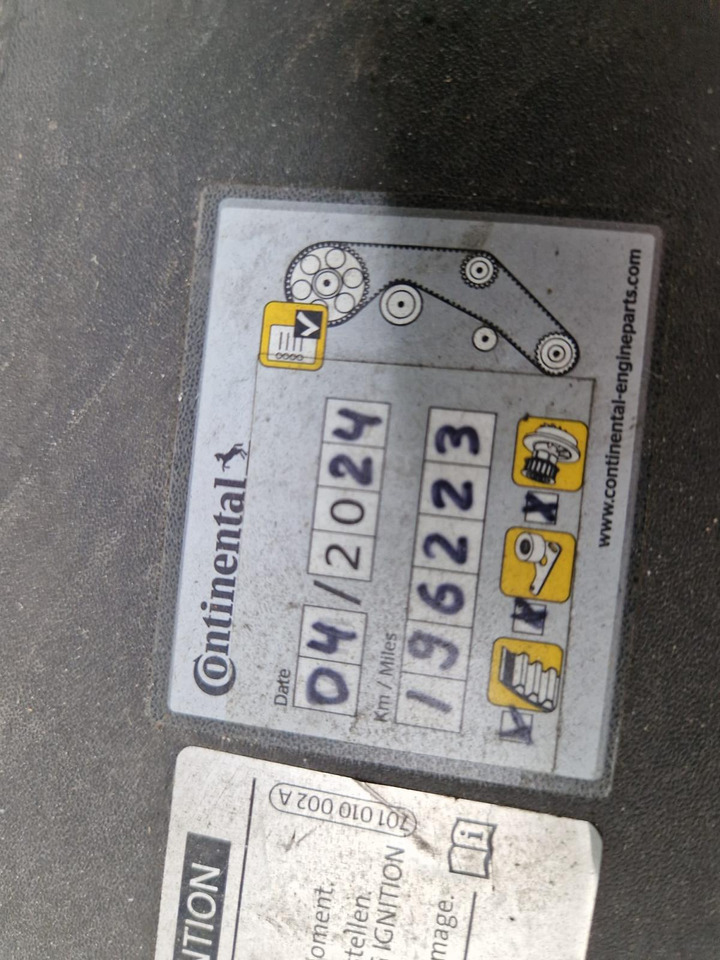 Continental
Date
04/2024
Km / Miles
196223
www.continental-engineparts.com
701 010 002 A
NTION
oment.
tellen.
IGNITION
mage.